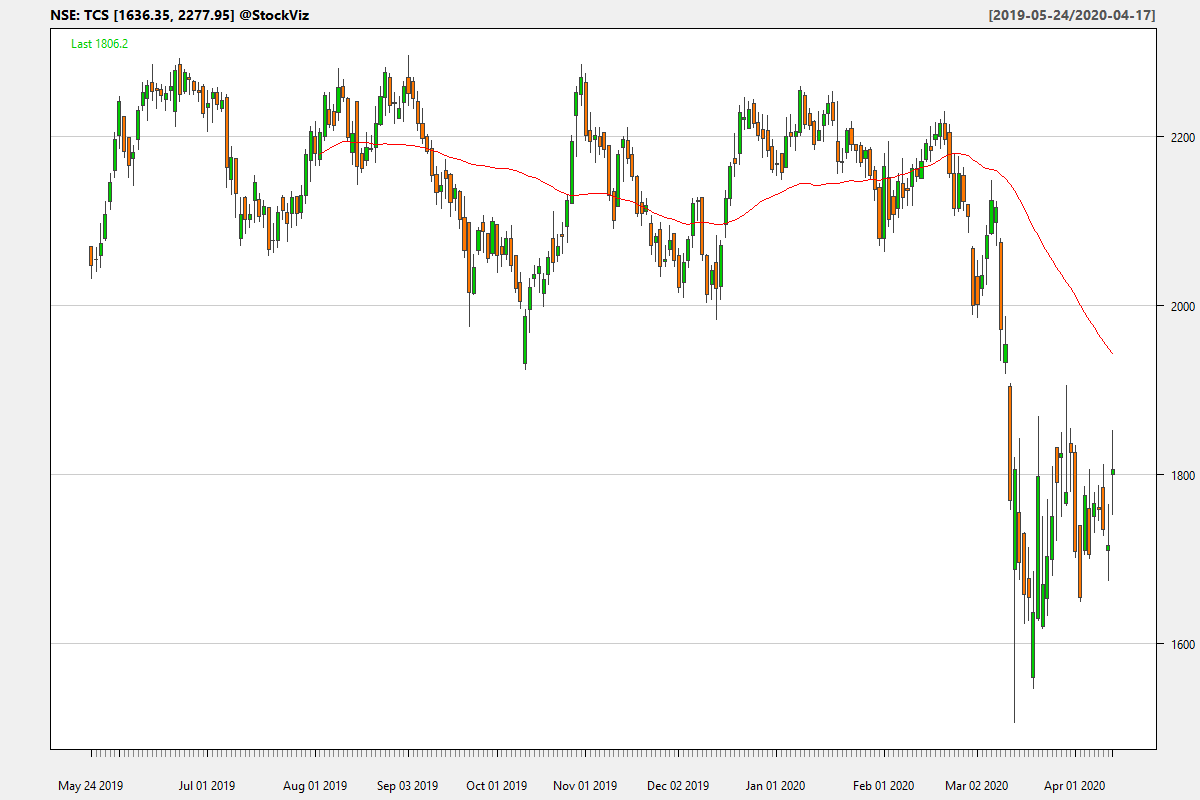 NSE: TCS [1636.35, 2277.95] @StockViz
[2019-05-24/2020-04-17]
Last 1806.2
2200
2000
1800
1600
May 24 2019
Jul 01 2019
Aug 01 2019
Sep 03 2019
Oct 01 2019
Nov 01 2019
Dec 02 2019
Jan 01 2020
Feb 01 2020
Mar 02 2020
Apr 01 2020